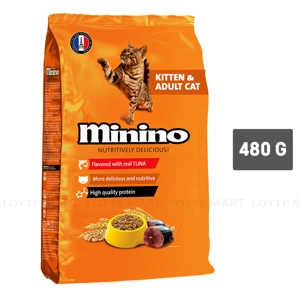 KITTEN &
ADULT CAT
minino
NUTRITIVELY DELICIOUS!
Flavored with real TUNA
More delicious and nutritive
High quality protein
480 G
LOTTE MART